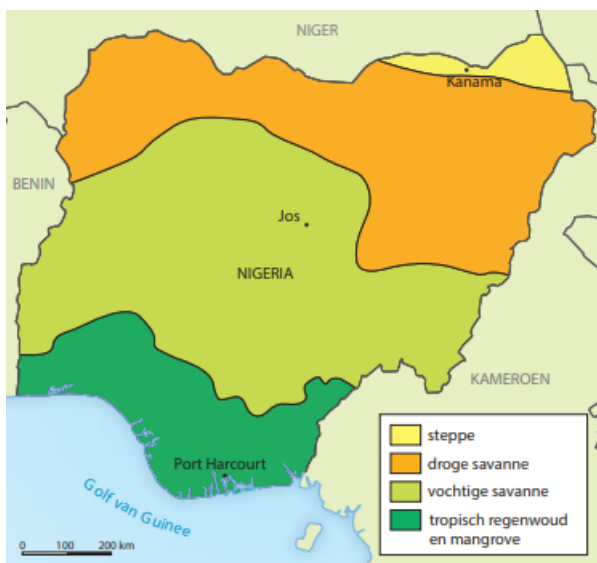 NIGER
Kanama
BENIN
Jos
NIGERIA
KAMEROEN
Port Harcourt
Golf van Guinee
steppe
droge savanne
vochtige savanne
tropisch regenwoud
en mangrove
0 100 200 km